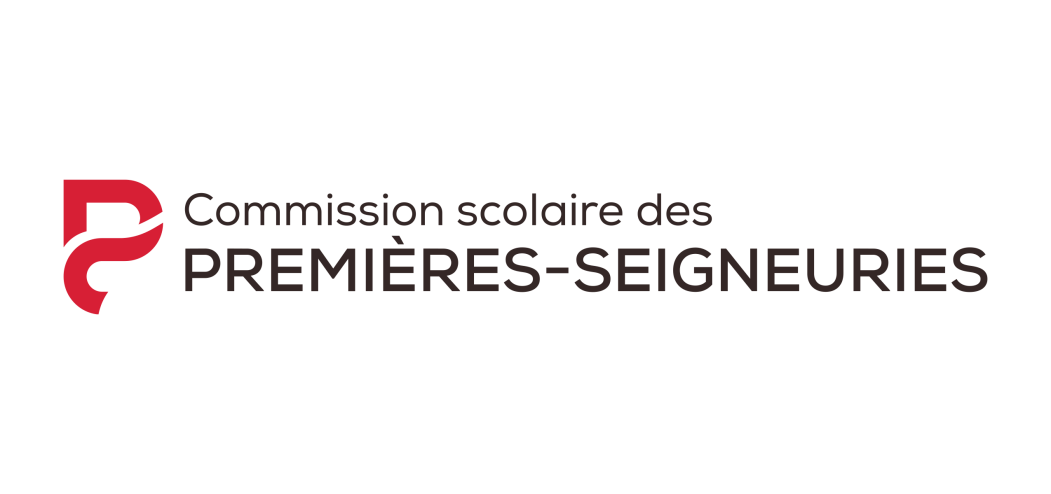 Commission scolaire des
PREMIÈRES-SEIGNEURIES